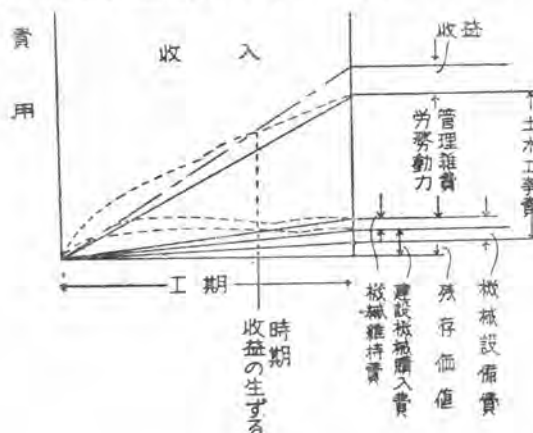 費用
收入
収益
管理雑費
労務動力
土木工事費
工期
時期
収益の生ずる
機械維持費
建設機械購入費
残存価値
機械設備費